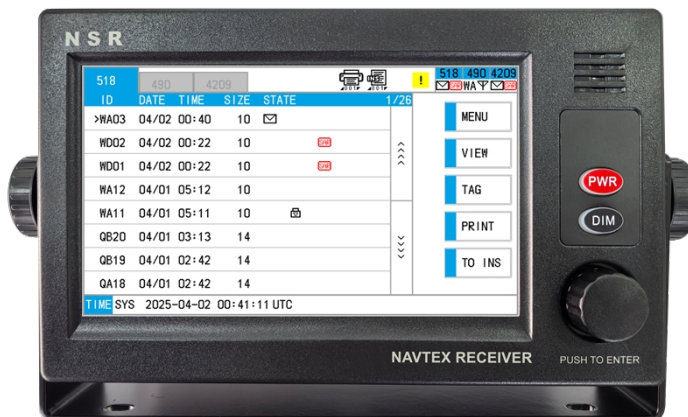 NSR
518 490 4209
! 518 490 4209
WA
ID DATE TIME SIZE STATE 1/26
>WA03 04/02 00:40 10
WD02 04/02 00:22 10
WD01 04/02 00:22 10
WA12 04/01 05:12 10
WA11 04/01 05:11 10
QB20 04/01 03:13 14
QB19 04/01 02:42 14
QA18 04/01 02:42 14
MENU
VIEW
TAG
PRINT
TO INS
TIME SYS 2025-04-02 00:41:11 UTC
PWR
DIM
NAVTEX RECEIVER
PUSH TO ENTER